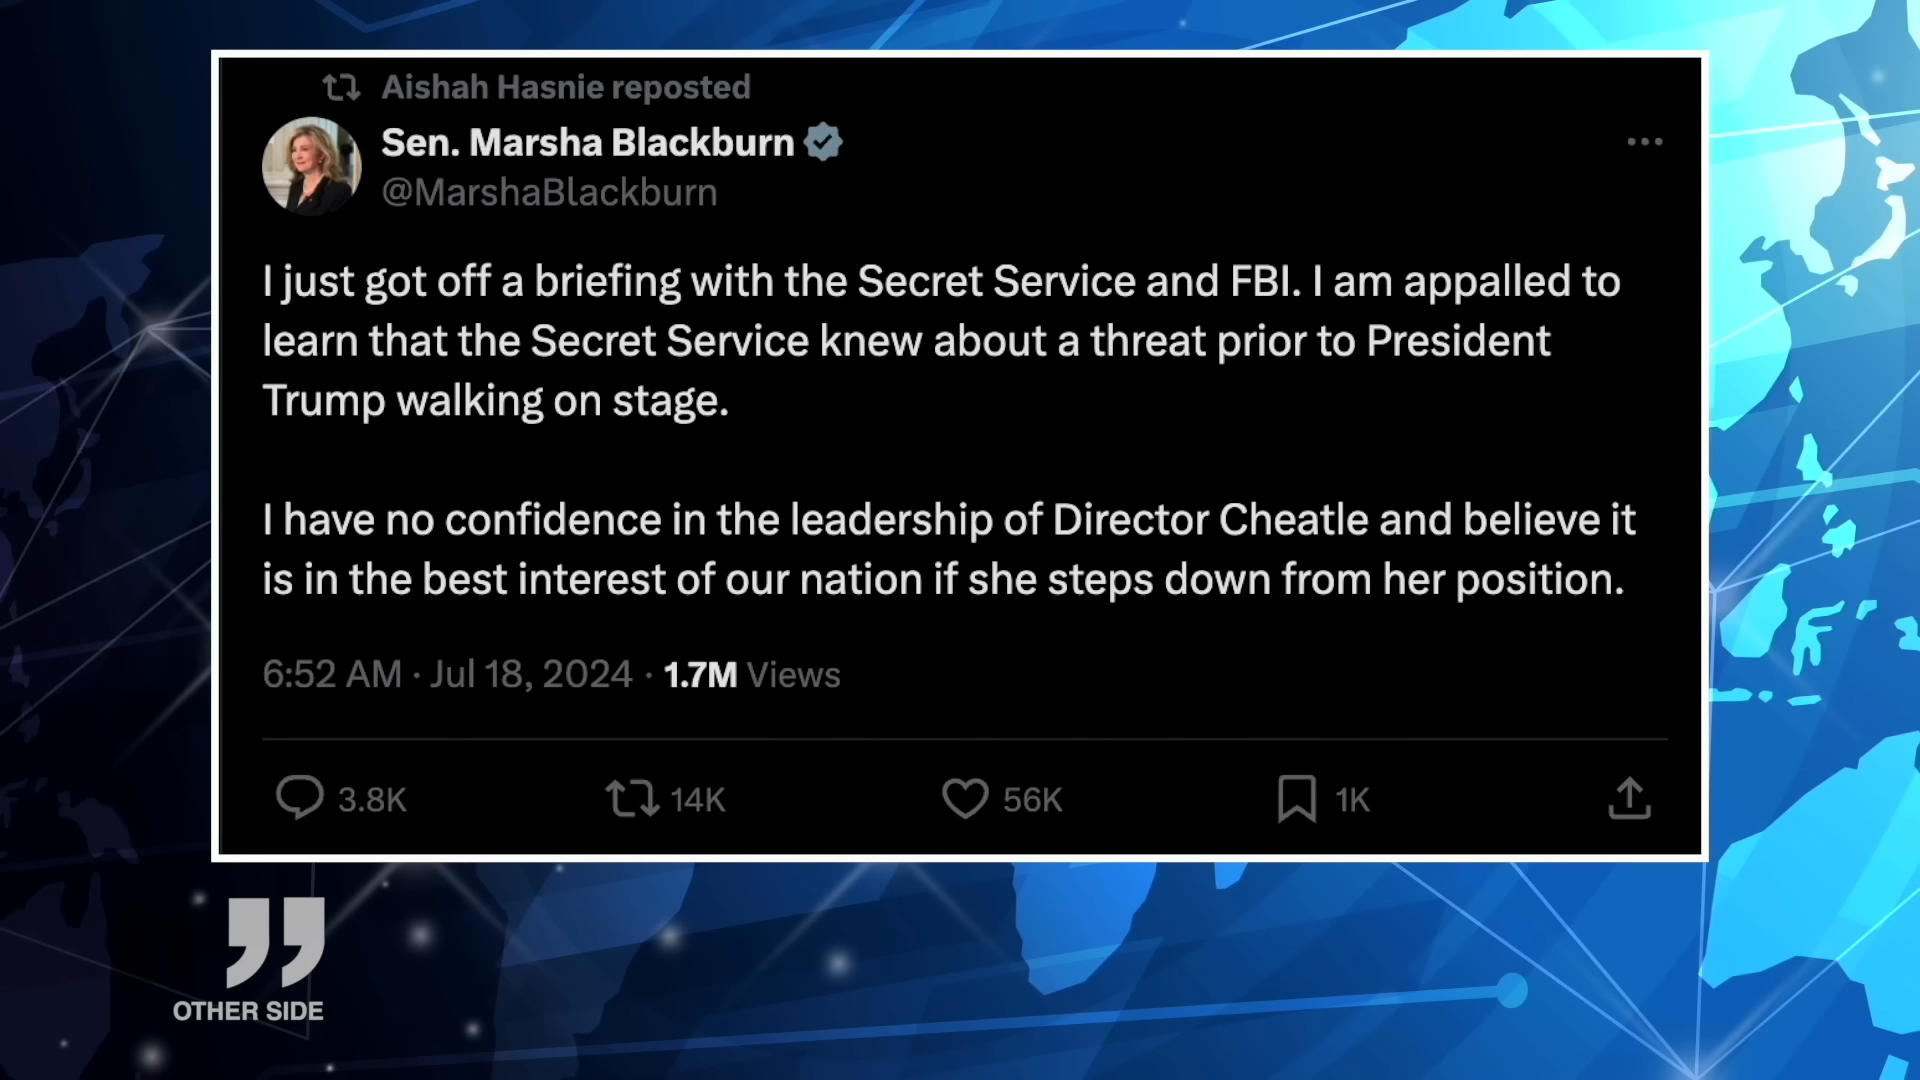 Aishah Hasnie reposted
Sen. Marsha Blackburn
@MarshaBlackburn
I just got off a briefing with the Secret Service and FBI. I am appalled to
learn that the Secret Service knew about a threat prior to President
Trump walking on stage.
I have no confidence in the leadership of Director Cheatle and believe it
is in the best interest of our nation if she steps down from her position.
6:52 AM · Jul 18, 2024 · 1.7M Views
3.8K 14K 56K 1K
OTHER SIDE